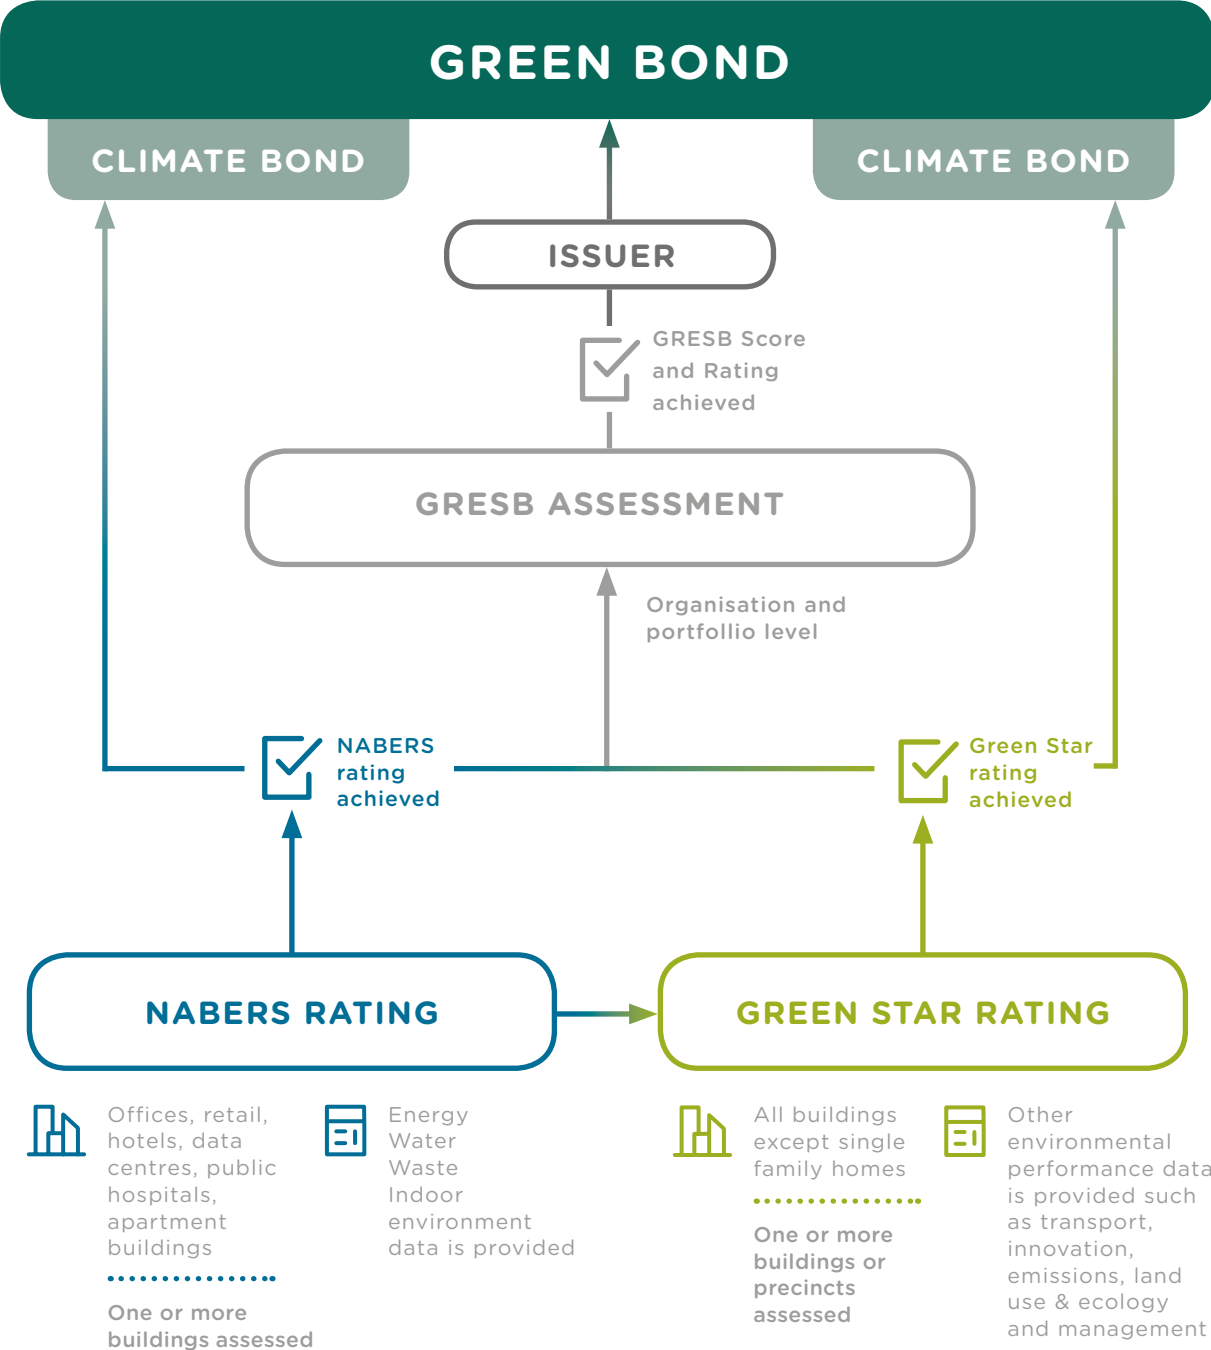 GREEN BOND
CLIMATE BOND
CLIMATE BOND
ISSUER
GRESB Score
and Rating
achieved
GRESB ASSESSMENT
Organisation and
portfollio level
NABERS
rating
achieved
Green Star
rating
achieved
NABERS RATING
GREEN STAR RATING
Offices, retail,
hotels, data
centres, public
hospitals,
apartment
buildings
One or more
buildings assessed
Energy
Water
Waste
Indoor
environment
data is provided
All buildings
except single
family homes
One or more
buildings or
precincts
assessed
Other
environmental
performance data
is provided such
as transport,
innovation,
emissions, land
use & ecology
and management